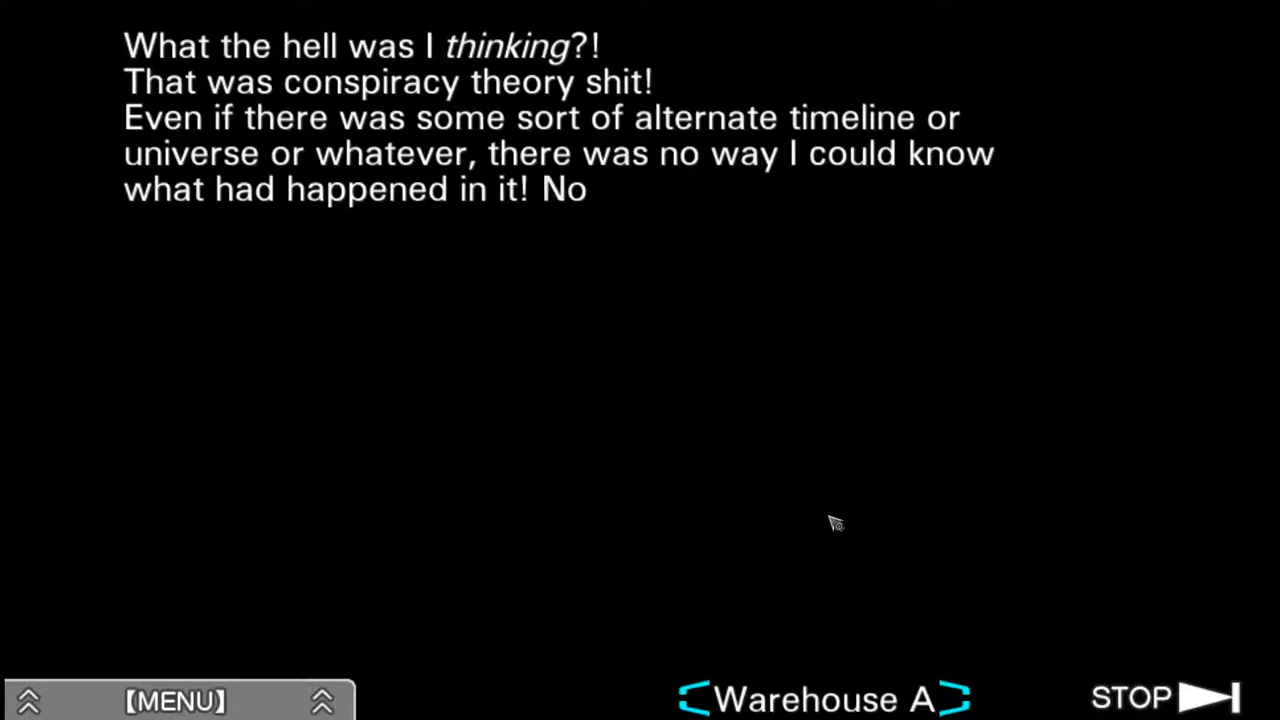 What the hell was I thinking?!
That was conspiracy theory shit!
Even if there was some sort of alternate timeline or
universe or whatever, there was no way I could know
what had happened in it! No
【MENU】
Warehouse A
STOP